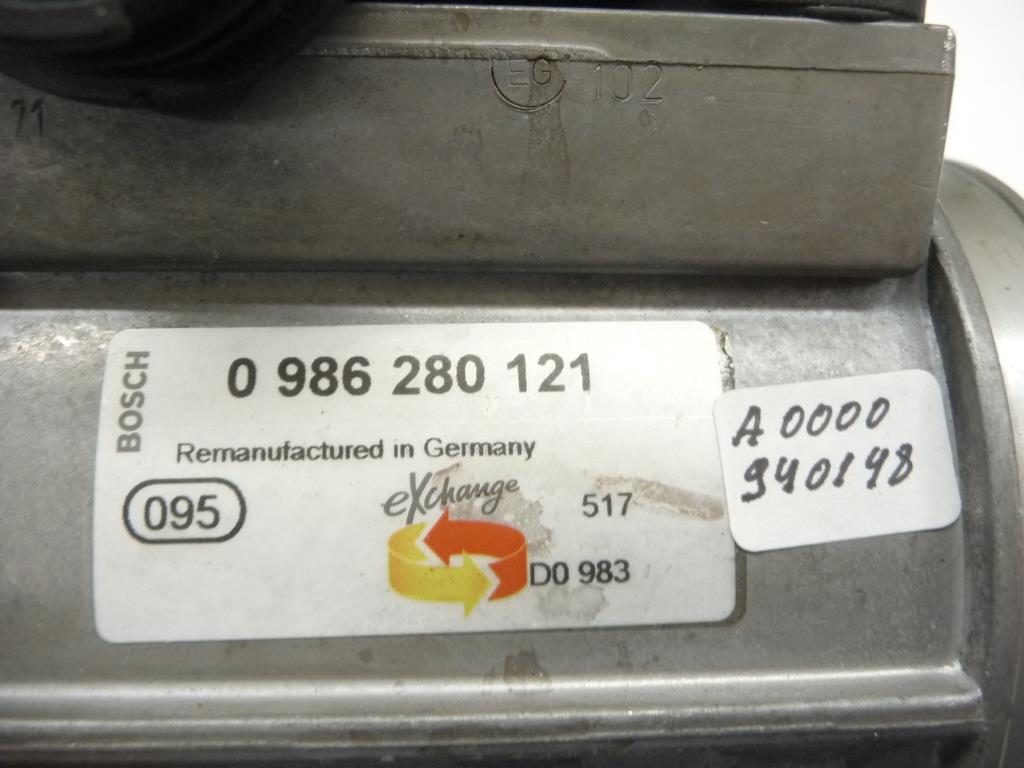 EG 102
21
BOSCH
0 986 280 121
Remanufactured in Germany
095
eXchange
517
D0 983
A 0000
940148